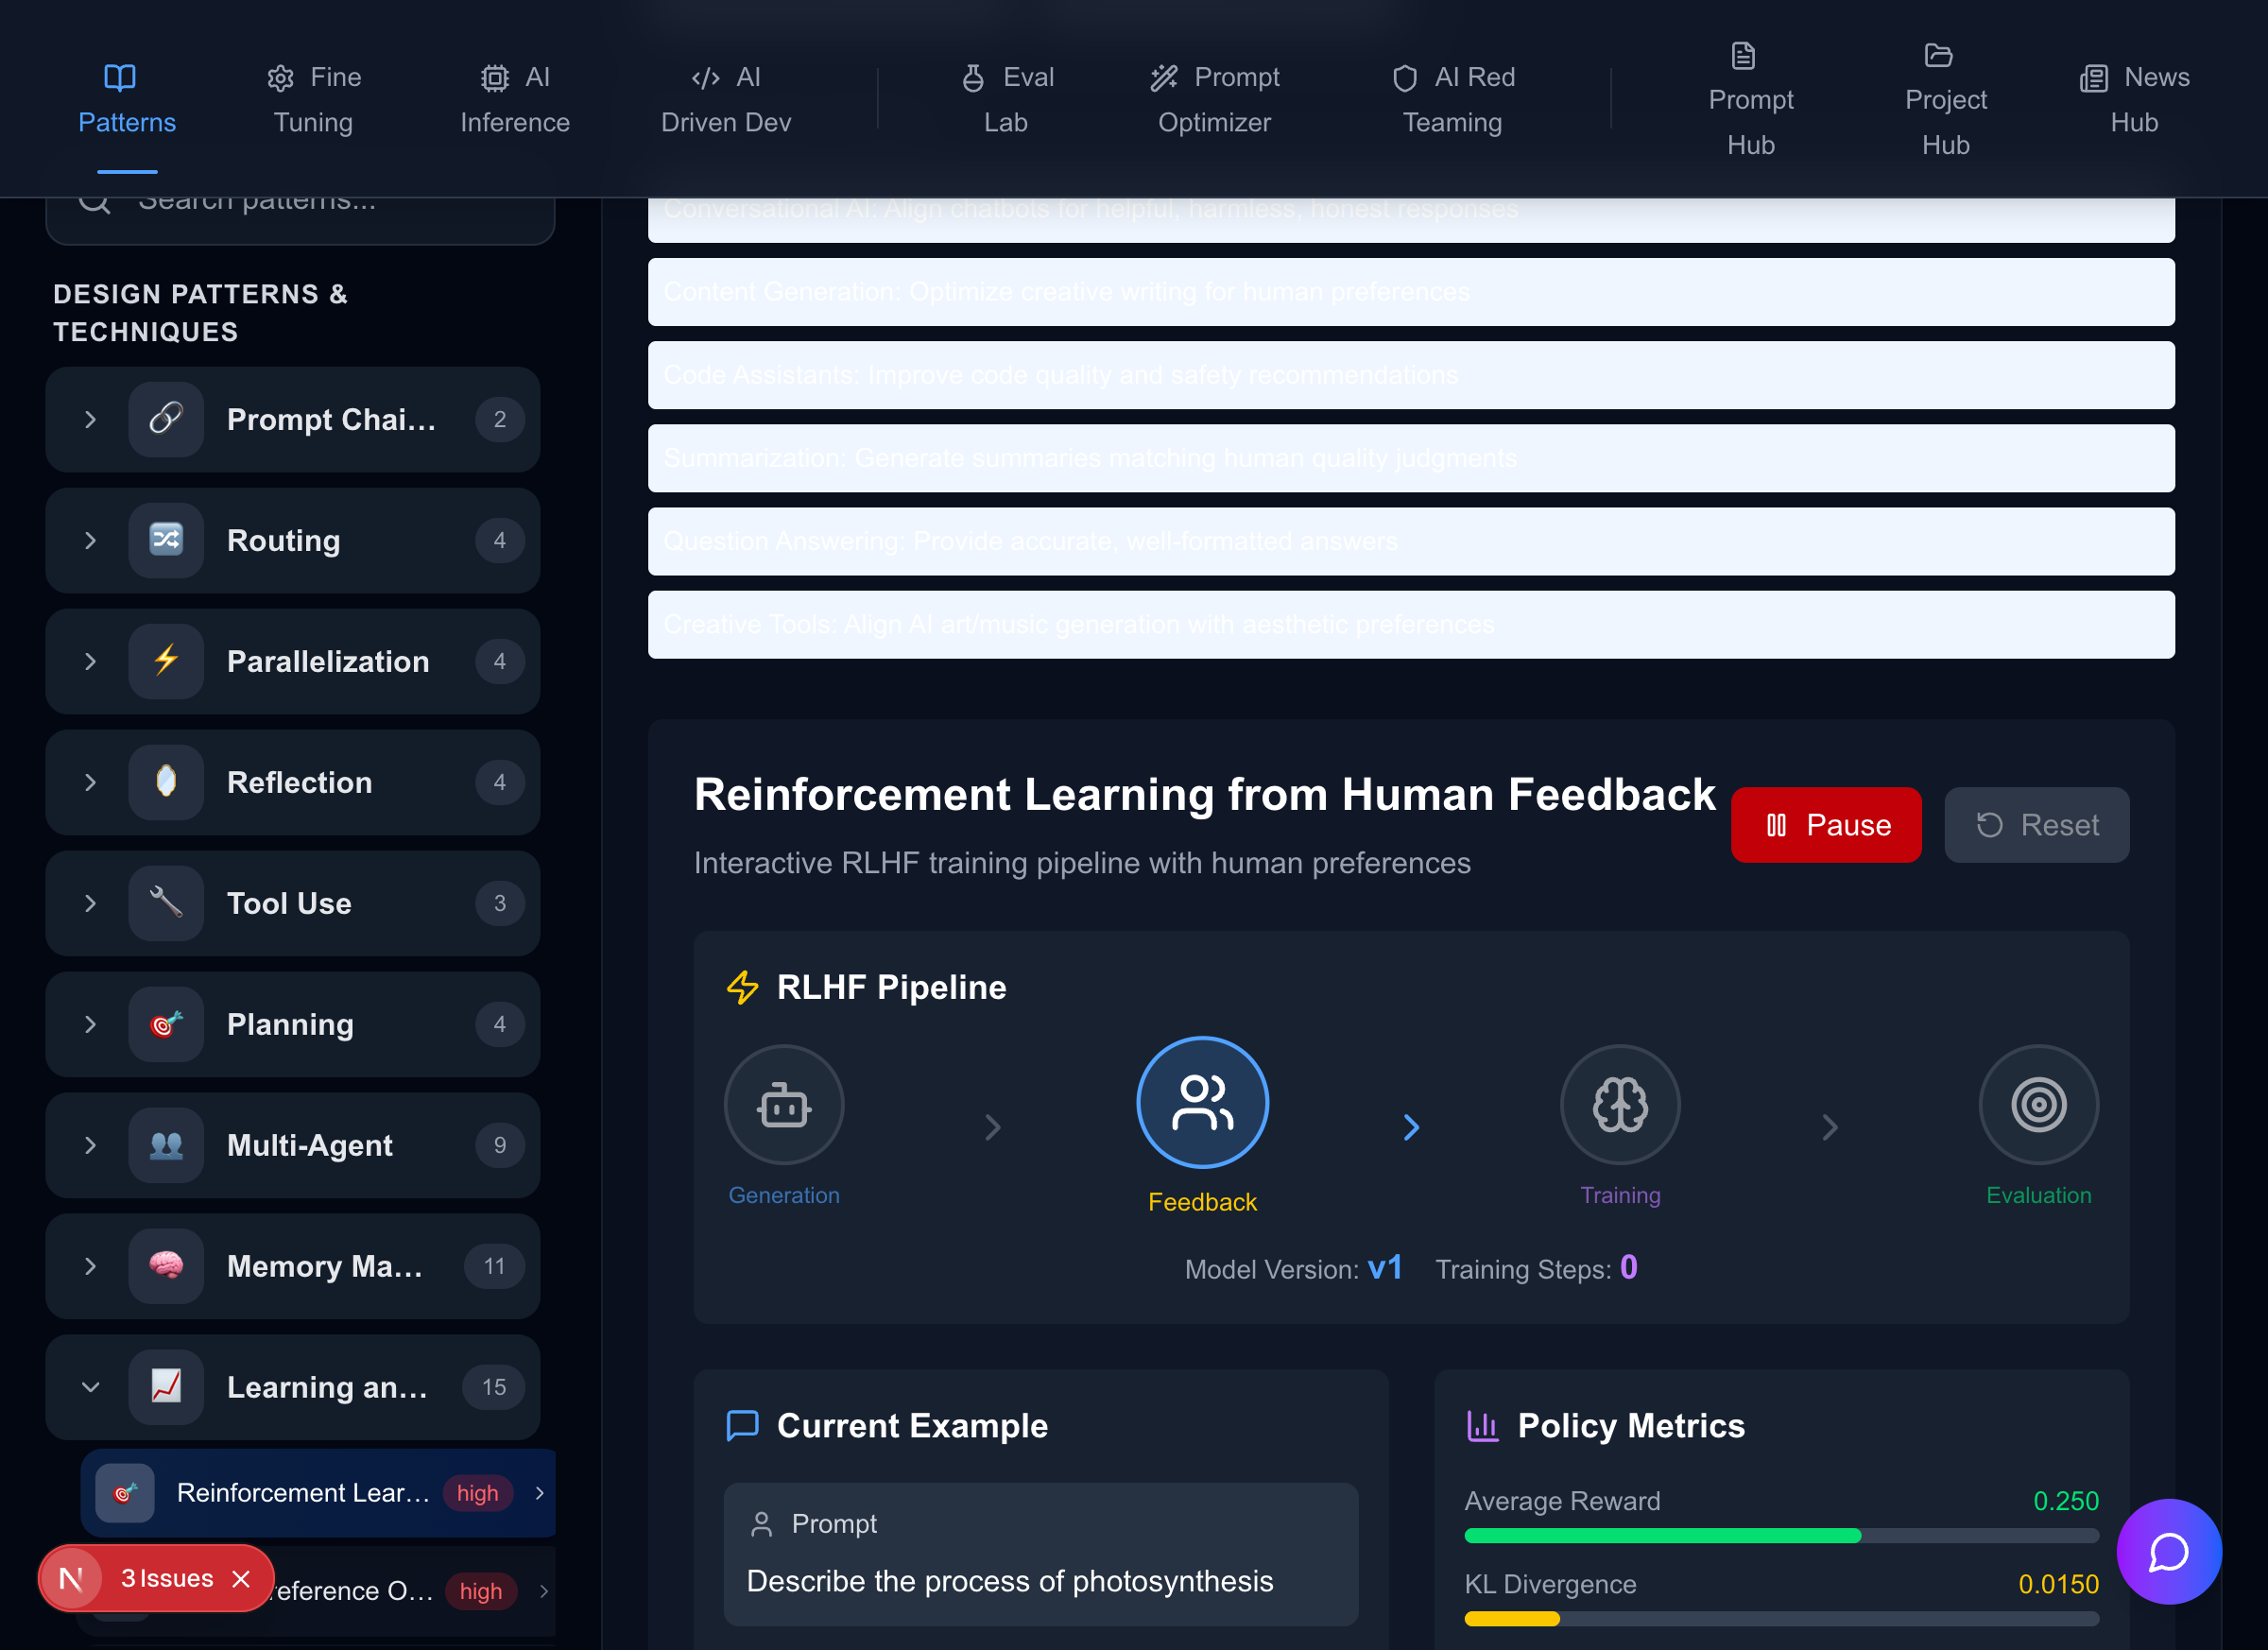 Patterns
Fine
Tuning
AI
Inference
AI
Driven Dev
Eval
Lab
Prompt
Optimizer
AI Red
Teaming
Prompt
Hub
Project
Hub
News
Hub
Search patterns...
DESIGN PATTERNS &
TECHNIQUES
Prompt Chai... 2
Routing 4
Parallelization 4
Reflection 4
Tool Use 3
Planning 4
Multi-Agent 9
Memory Ma... 11
Learning an... 15
Reinforcement Lear... high
reference O... high
N 3 Issues
Conversational AI: Align chatbots for helpful, harmless, honest responses
Content Generation: Optimize creative writing for human preferences
Code Assistants: Improve code quality and safety recommendations
Summarization: Generate summaries matching human quality judgments
Question Answering: Provide accurate, well-formatted answers
Creative Tools: Align AI art/music generation with aesthetic preferences
Reinforcement Learning from Human Feedback
Interactive RLHF training pipeline with human preferences
Pause
Reset
RLHF Pipeline
Generation
Feedback
Training
Evaluation
Model Version: v1 Training Steps: 0
Current Example
Prompt
Describe the process of photosynthesis
Policy Metrics
Average Reward 0.250
KL Divergence 0.0150